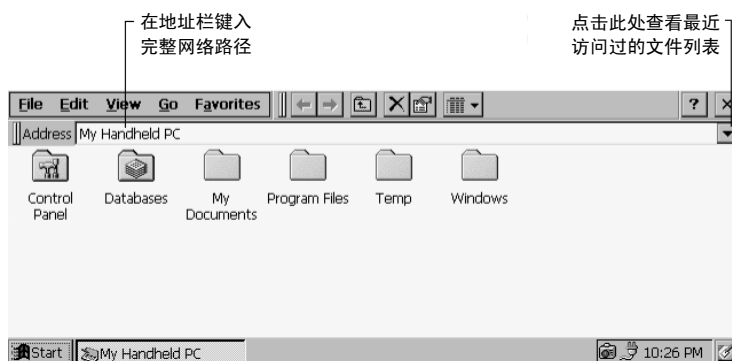 在地址栏键入
完整网络路径
点击此处查看最近
访问过的文件列表
File Edit View Go Favorites ?
Address My Handheld PC
Control Panel
Databases
My Documents
Program Files
Temp
Windows
Start My Handheld PC 10:26 PM